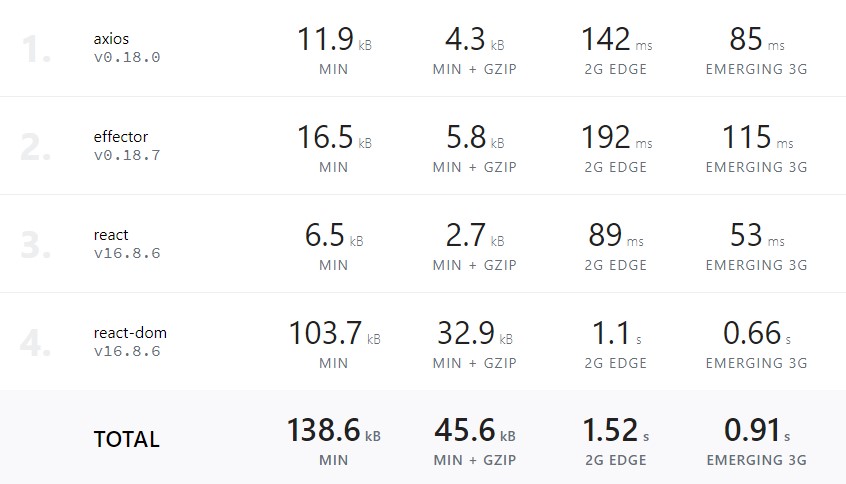 1. axios 11.9 kB 4.3 kB 142 ms 85 ms
v0.18.0 MIN MIN + GZIP 2G EDGE EMERGING 3G
2. effector 16.5 kB 5.8 kB 192 ms 115 ms
v0.18.7 MIN MIN + GZIP 2G EDGE EMERGING 3G
3. react 6.5 kB 2.7 kB 89 ms 53 ms
v16.8.6 MIN MIN + GZIP 2G EDGE EMERGING 3G
4. react-dom 103.7 kB 32.9 kB 1.1 s 0.66 s
v16.8.6 MIN MIN + GZIP 2G EDGE EMERGING 3G
TOTAL 138.6 kB 45.6 kB 1.52 s 0.91 s
MIN MIN + GZIP 2G EDGE EMERGING 3G